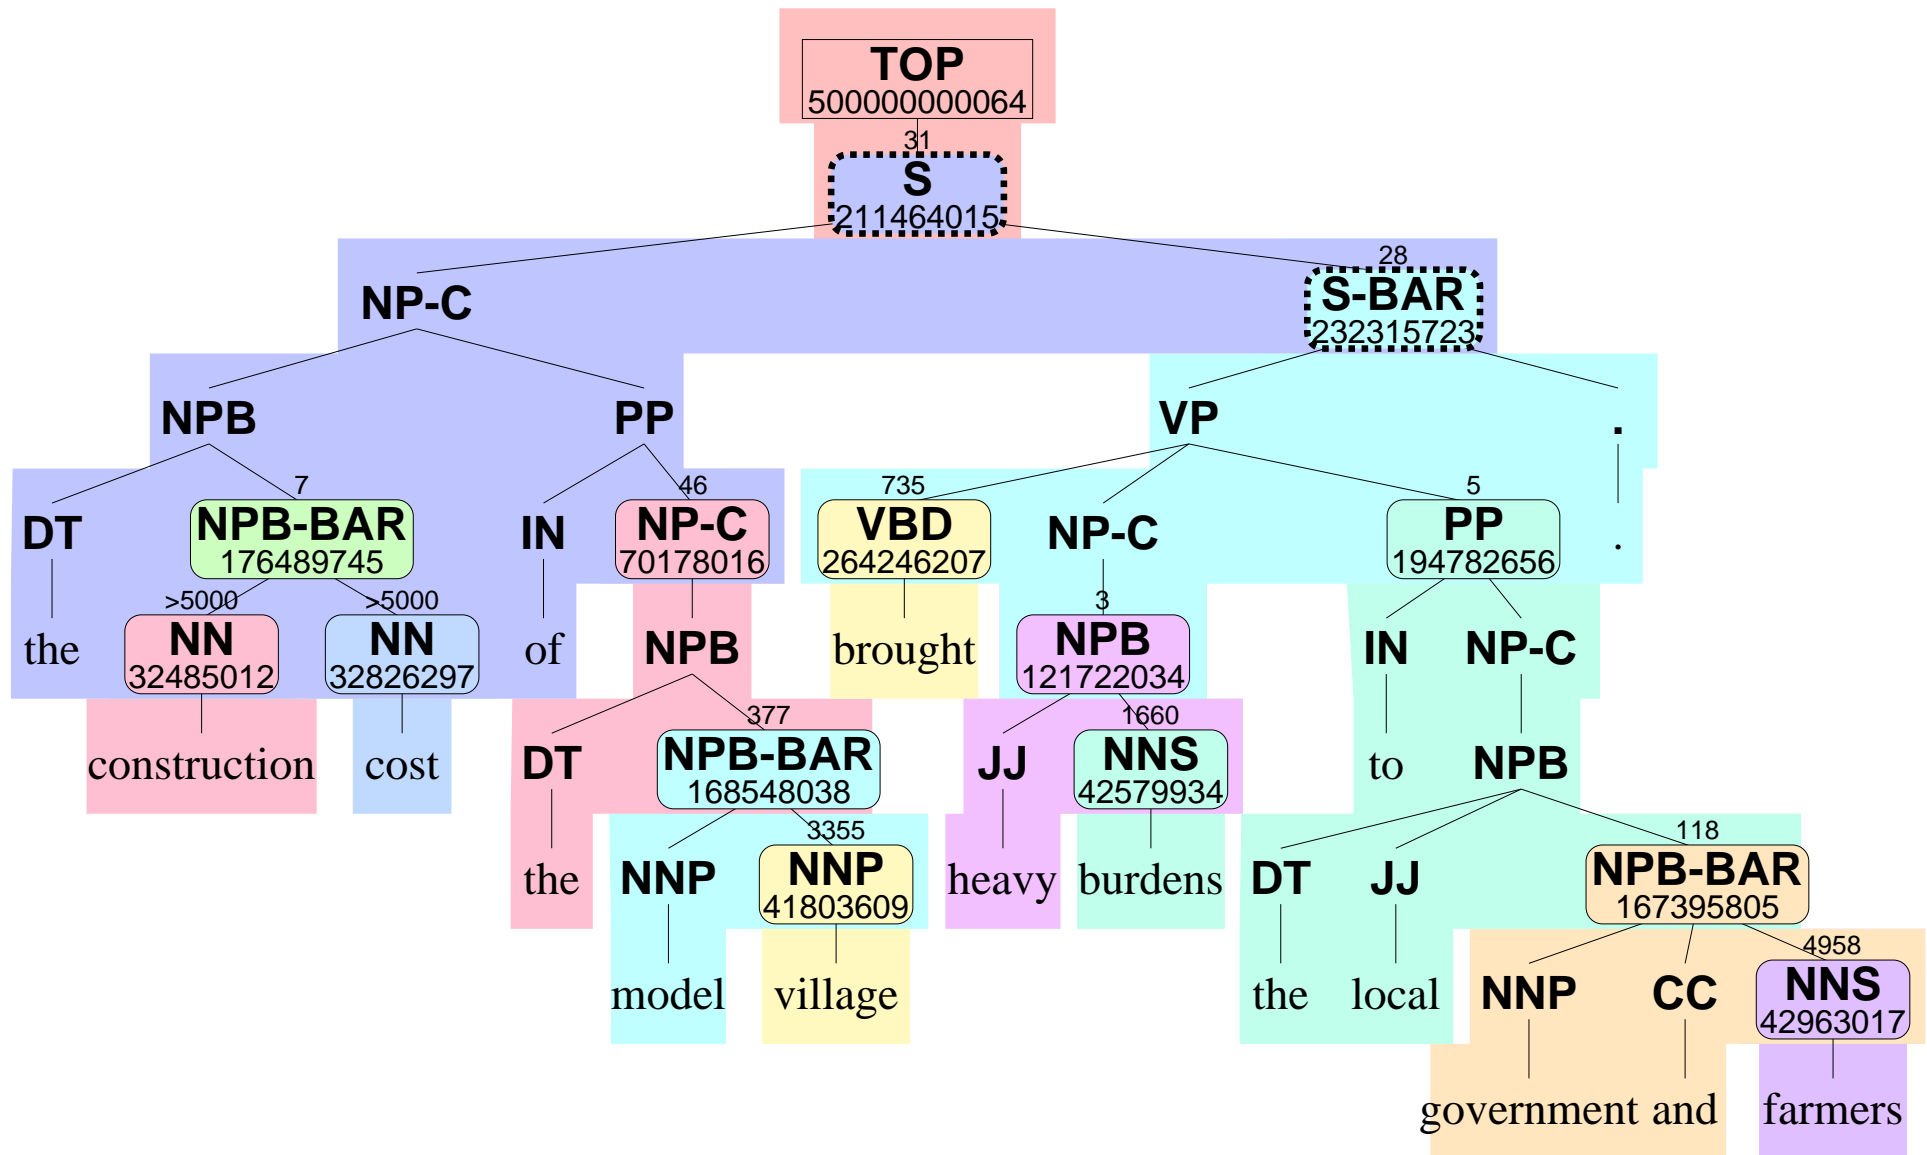 TOP
500000000064
31
S
211464015
28
NP-C S-BAR
232315723
NPB PP VP .
7 46 735 5
DT NPB-BAR IN NP-C VBD NP-C PP .
176489745 70178016 264246207 194782656
>5000 >5000 3
the NN NN of NPB brought NPB IN NP-C
32485012 32826297 121722034
377 1660
construction cost DT NPB-BAR JJ NNS to NPB
168548038 42579934
3355 118
the NNP NNP heavy burdens DT JJ NPB-BAR
41803609 167395805
4958
model village the local NNP CC NNS
42963017
government and farmers